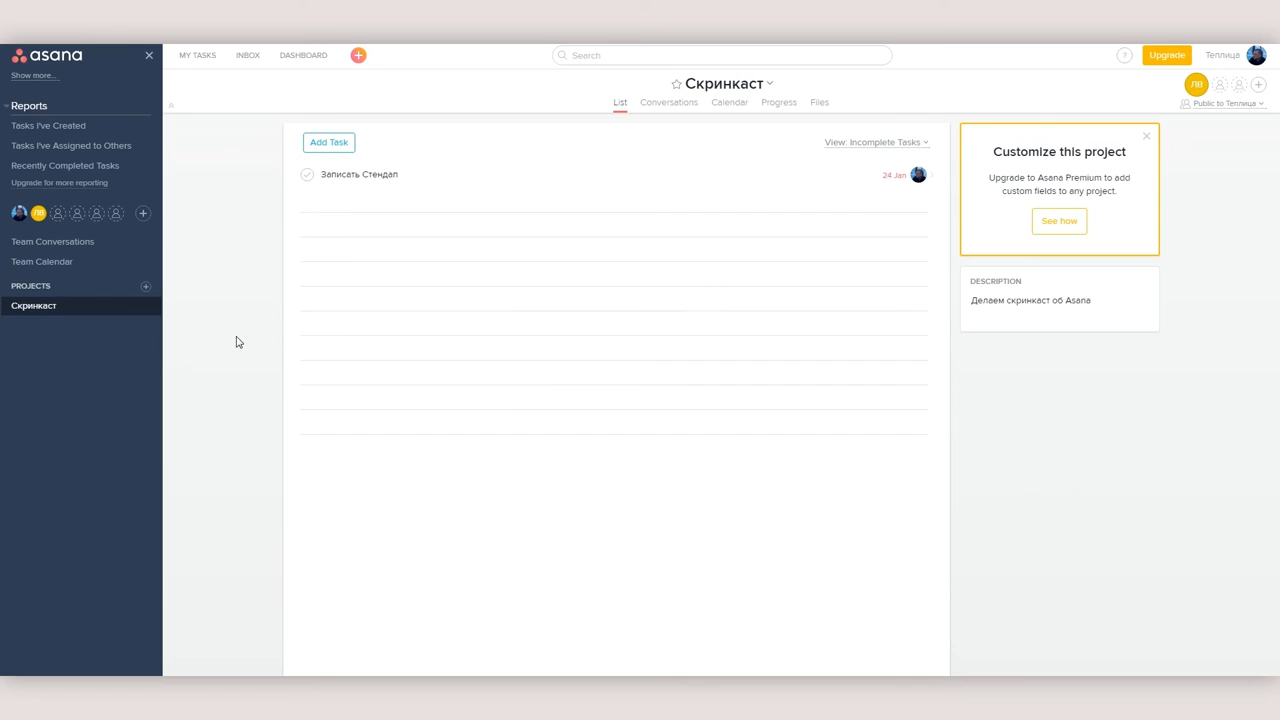 asana
Show more...
Reports
Tasks I've Created
Tasks I've Assigned to Others
Recently Completed Tasks
Upgrade for more reporting
ЛВ
Team Conversations
Team Calendar
PROJECTS
Скринкаст
MY TASKS INBOX DASHBOARD
Search
? Upgrade Теплица
Скринкаст
ЛВ
List Conversations Calendar Progress Files
Public to Теплица
Add Task
View: Incomplete Tasks
Записать Стендап
24 Jan
Customize this project
Upgrade to Asana Premium to add
custom fields to any project.
See how
DESCRIPTION
Делаем скринкаст об Asana